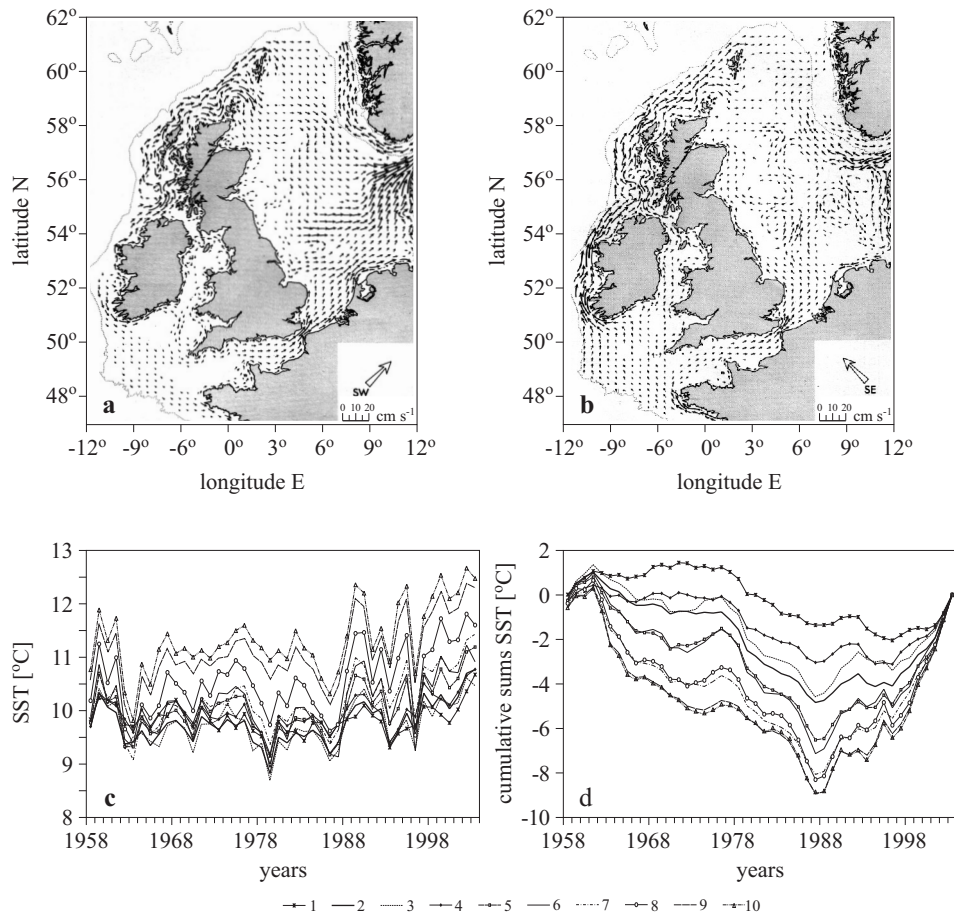 62º
60º
58º
56º
54º
52º
50º
48º
latitude N
a
SW
0 10 20 cm s-1
-12º -9º -6º -3º 0º 3º 6º 9º 12º
longitude E
62º
60º
58º
56º
54º
52º
50º
48º
latitude N
b
SE
0 10 20 cm s-1
-12º -9º -6º -3º 0º 3º 6º 9º 12º
longitude E
13
12
11
10
9
8
SST [ºC]
c
1958 1968 1978 1988 1998
years
2
0
-2
-4
-6
-8
-10
cumulative sums SST [ºC]
d
1958 1968 1978 1988 1998
years
1 2 3 4 5 6 7 8 9 10